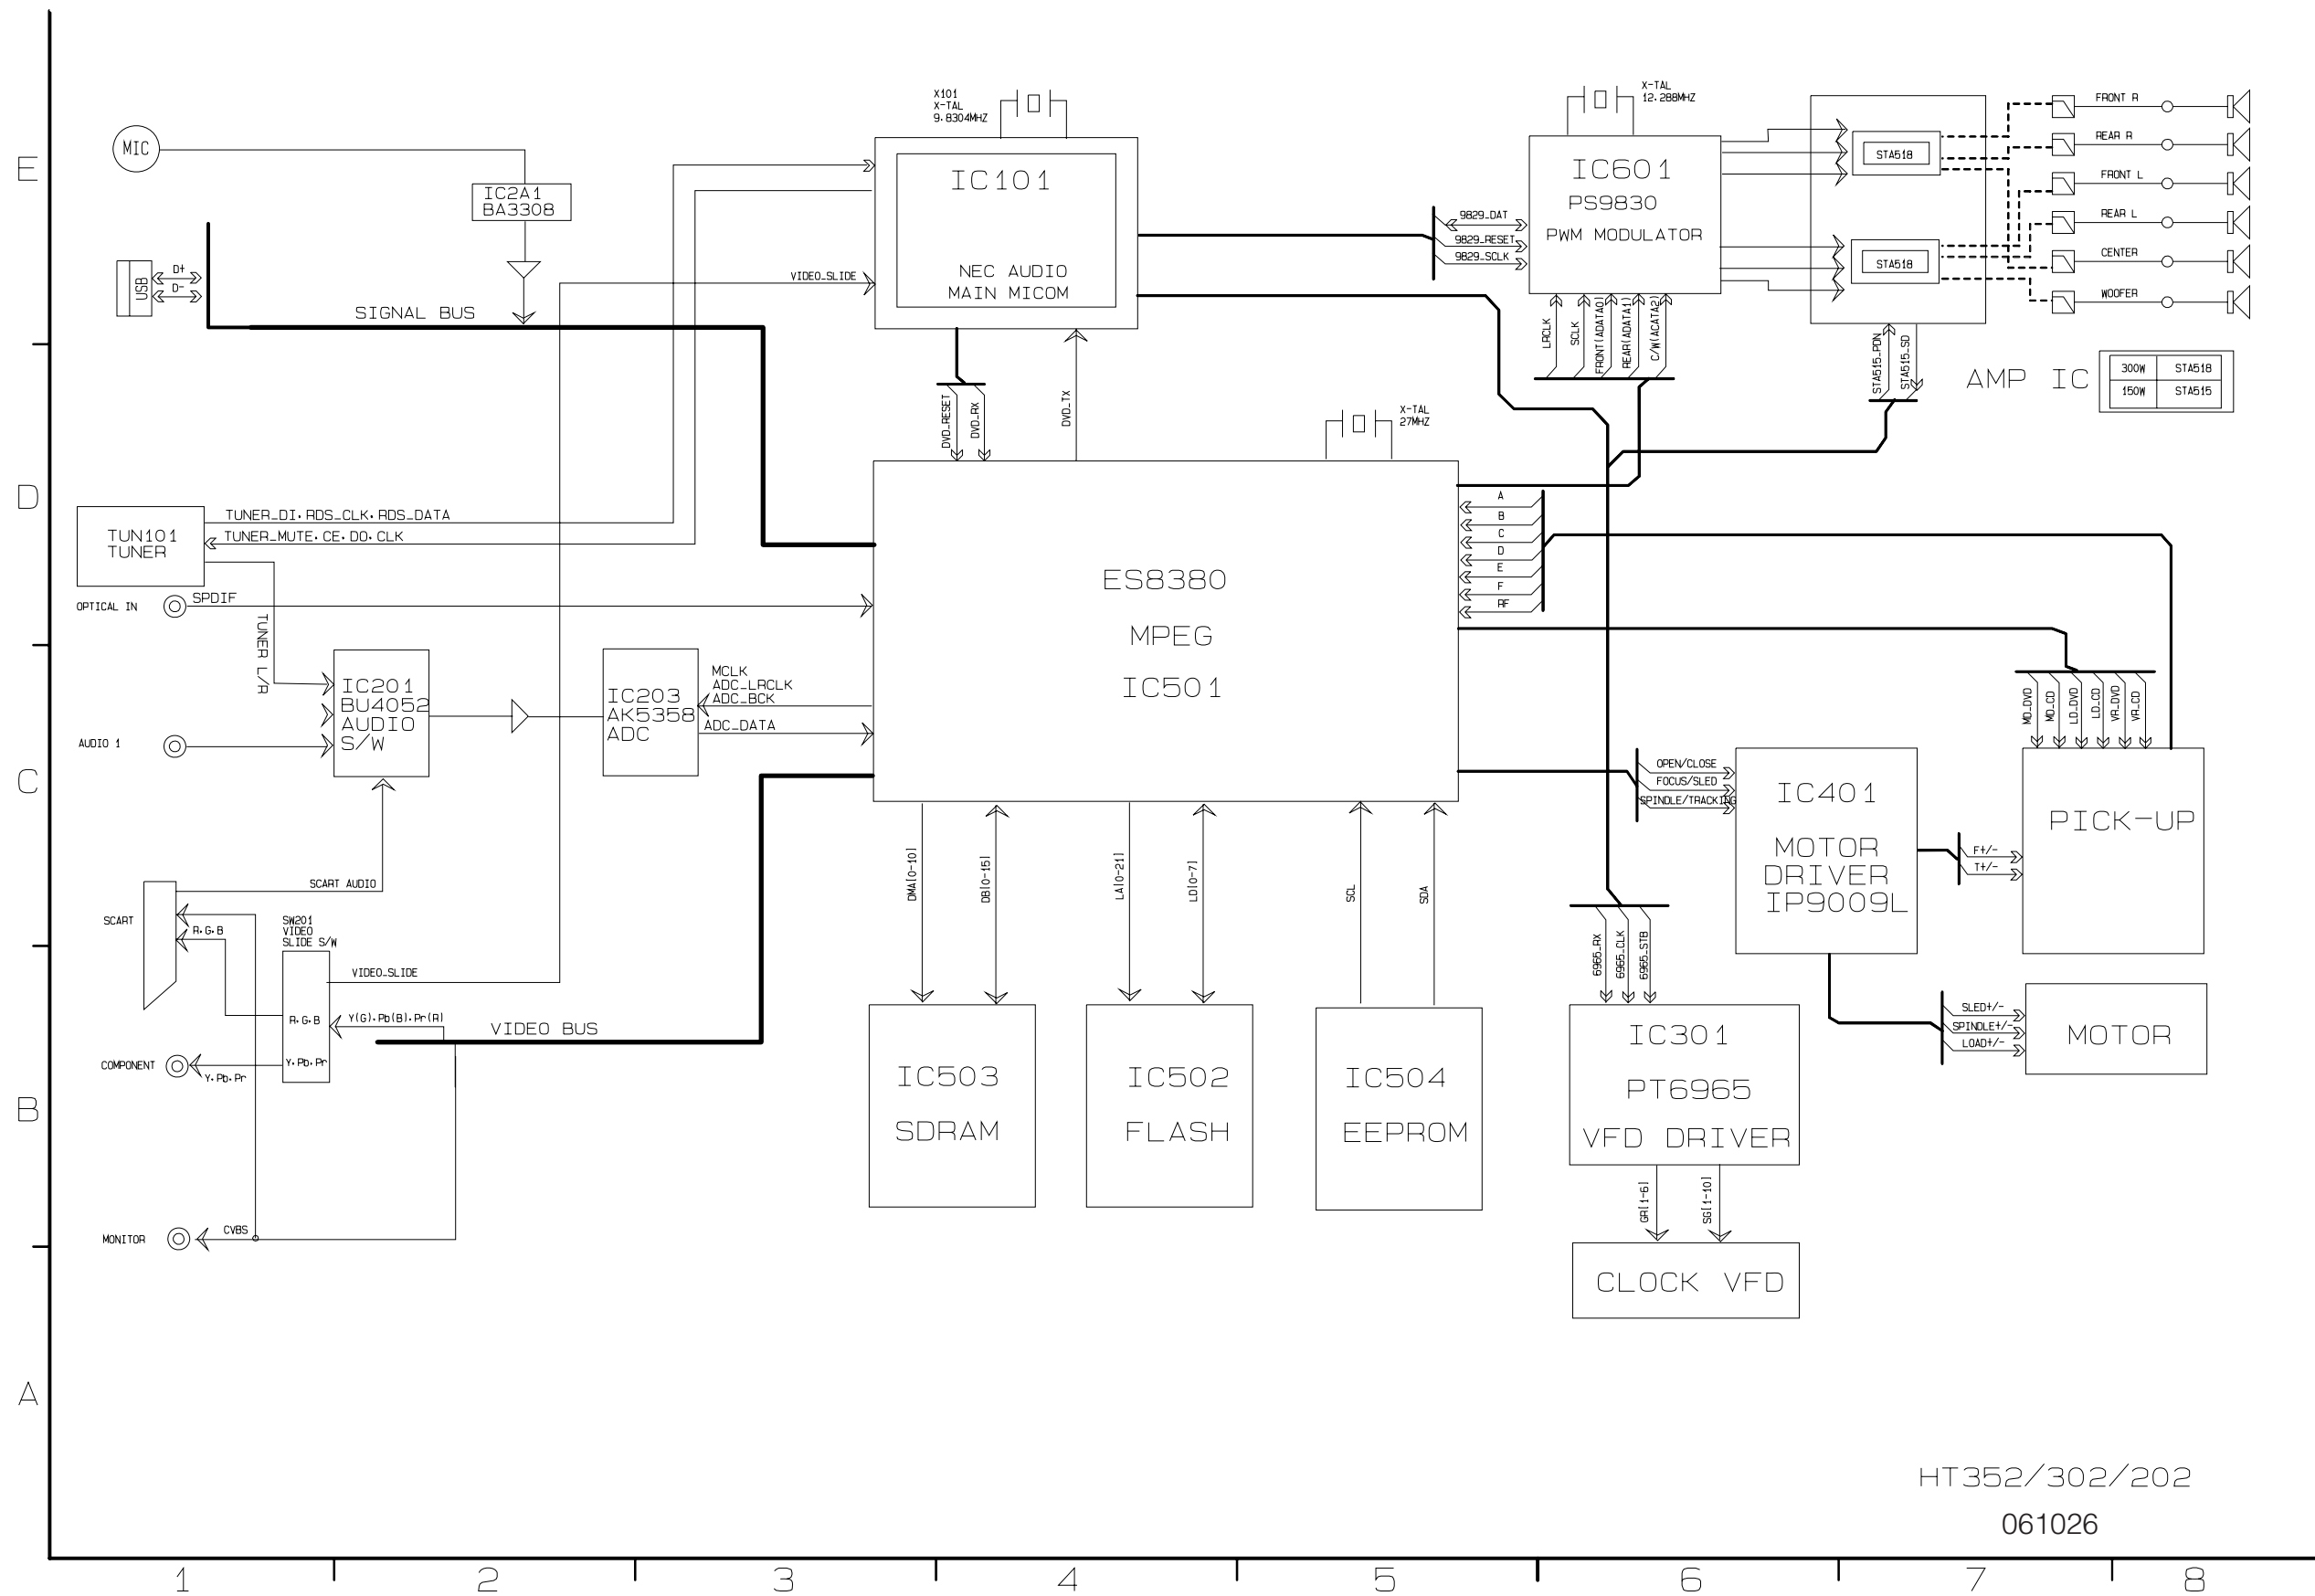 X101
X-TAL
9.8304MHZ
X-TAL
12.288MHZ
MIC
IC2A1
BA3308
IC101
NEC AUDIO
MAIN MICOM
IC601
PS9830
PWM MODULATOR
9829_DAT
9829_RESET
9829_SCLK
STA518
STA518
FRONT R
REAR R
FRONT L
REAR L
CENTER
WOOFER
USB
D+
D-
SIGNAL BUS
VIDEO_SLIDE
LRCLK
SCLK
FRONT(ADATA0)
REAR(ADATA1)
C/W(ACATA2)
STA515_PDN
STA515_SD
AMP IC
300W STA518
150W STA515
DVD_RESET
DVD_RX
DVD_TX
X-TAL
27MHZ
TUN101
TUNER
TUNER_DI.RDS_CLK.RDS_DATA
TUNER_MUTE.CE.DO.CLK
OPTICAL IN
SPDIF
TUNER L/R
ES8380
MPEG
IC501
A
B
C
D
E
F
RF
IC201
BU4052
AUDIO
S/W
IC203
AK5358
ADC
MCLK
ADC_LRCLK
ADC_BCK
ADC_DATA
AUDIO 1
MD_DVD
MD_CD
LD_DVD
LD_CD
VR_DVD
VR_CD
OPEN/CLOSE
FOCUS/SLED
SPINDLE/TRACKING
IC401
MOTOR
DRIVER
IP9009L
F+/-
T+/-
PICK-UP
SCART AUDIO
SCART
R.G.B
SW201
VIDEO
SLIDE S/W
VIDEO_SLIDE
R.G.B
Y(G).Pb(B).Pr(R)
VIDEO BUS
COMPONENT
Y.Pb.Pr
Y.Pb.Pr
MONITOR
CVBS
DMA[0-10]
DB[0-15]
LA[0-21]
LD[0-7]
SCL
SDA
IC503
SDRAM
IC502
FLASH
IC504
EEPROM
6965_RX
6965_CLK
6965_STB
IC301
PT6965
VFD DRIVER
SLED+/-
SPINDLE+/-
LOAD+/-
MOTOR
GR[1-6]
SG[1-10]
CLOCK VFD
HT352/302/202
061026
E
D
C
B
A
1
2
3
4
5
6
7
8